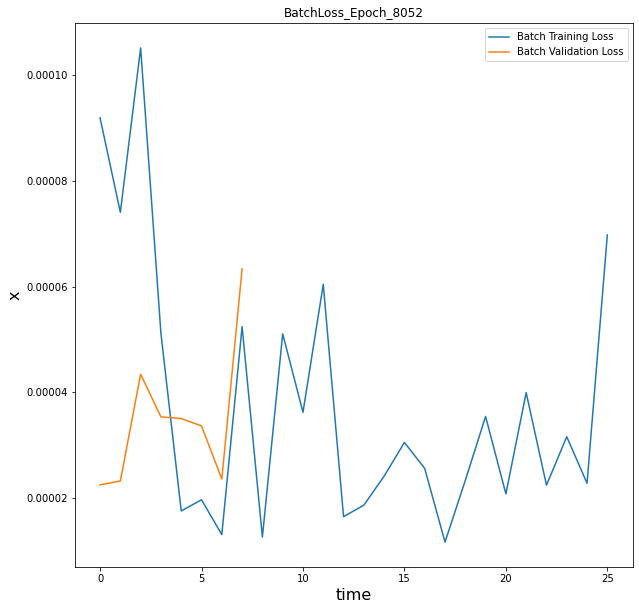 BatchLoss_Epoch_8052
Batch Training Loss
Batch Validation Loss
0.00010
0.00008
0.00006
0.00004
0.00002
x
0 5 10 15 20 25
time